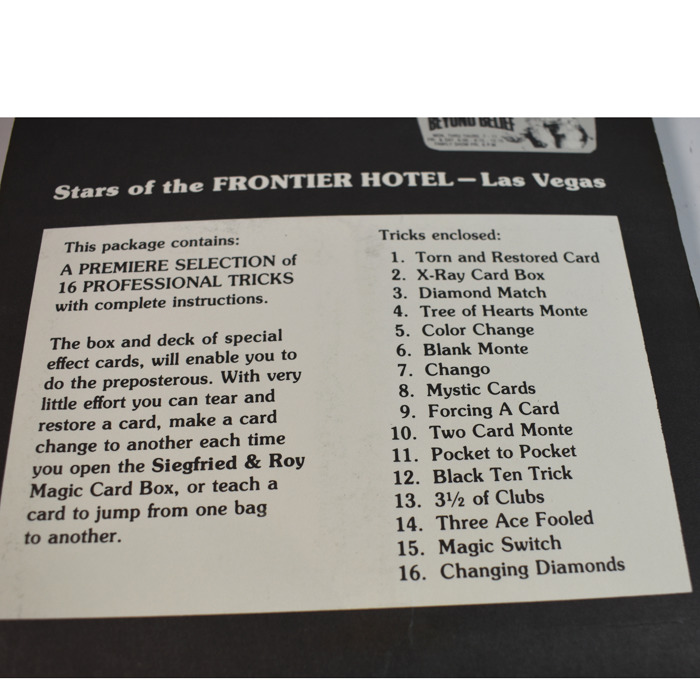 BEYOND BELIEF
Stars of the FRONTIER HOTEL — Las Vegas
This package contains:
A PREMIERE SELECTION of
16 PROFESSIONAL TRICKS
with complete instructions.
The box and deck of special
effect cards, will enable you to
do the preposterous. With very
little effort you can tear and
restore a card, make a card
change to another each time
you open the Siegfried & Roy
Magic Card Box, or teach a
card to jump from one bag
to another.
Tricks enclosed:
1. Torn and Restored Card
2. X-Ray Card Box
3. Diamond Match
4. Tree of Hearts Monte
5. Color Change
6. Blank Monte
7. Chango
8. Mystic Cards
9. Forcing A Card
10. Two Card Monte
11. Pocket to Pocket
12. Black Ten Trick
13. 3½ of Clubs
14. Three Ace Fooled
15. Magic Switch
16. Changing Diamonds